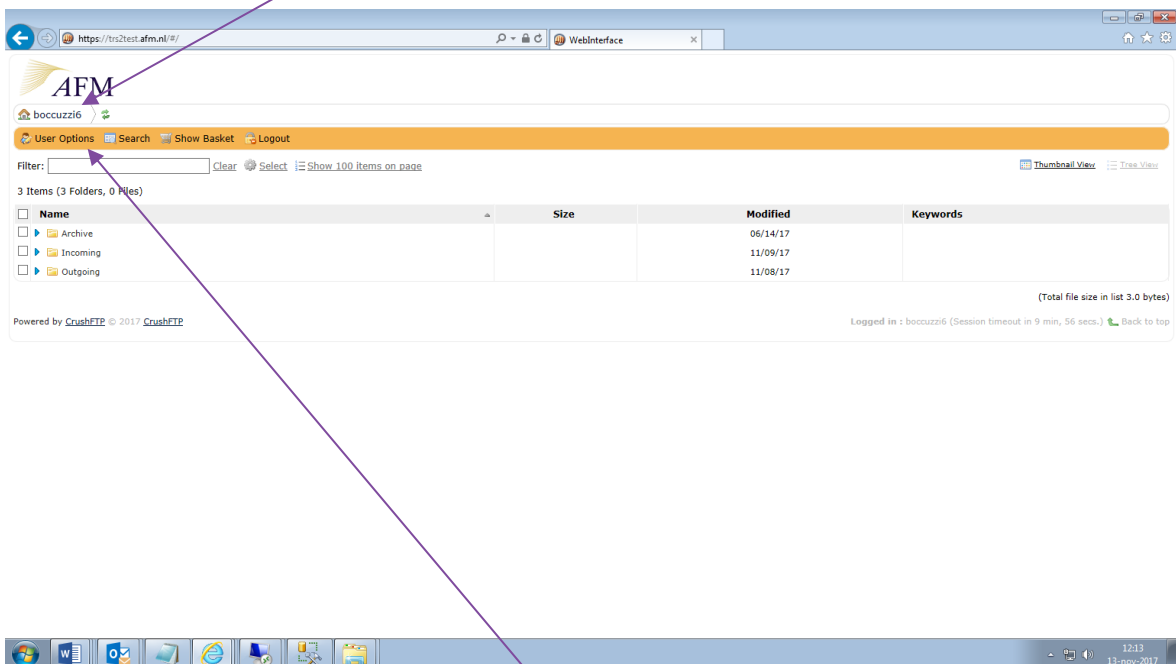 https://trs2test.afm.nl/#/
WebInterface
AFM
boccuzzi6
User Options Search Show Basket Logout
Filter: Clear Select Show 100 items on page Thumbnail View Tree View
3 Items (3 Folders, 0 Files)
Name Size Modified Keywords
Archive 06/14/17
Incoming 11/09/17
Outgoing 11/08/17
(Total file size in list 3.0 bytes)
Powered by CrushFTP © 2017 CrushFTP Logged in : boccuzzi6 (Session timeout in 9 min, 56 secs.) Back to top
12:13
13-nov-2017